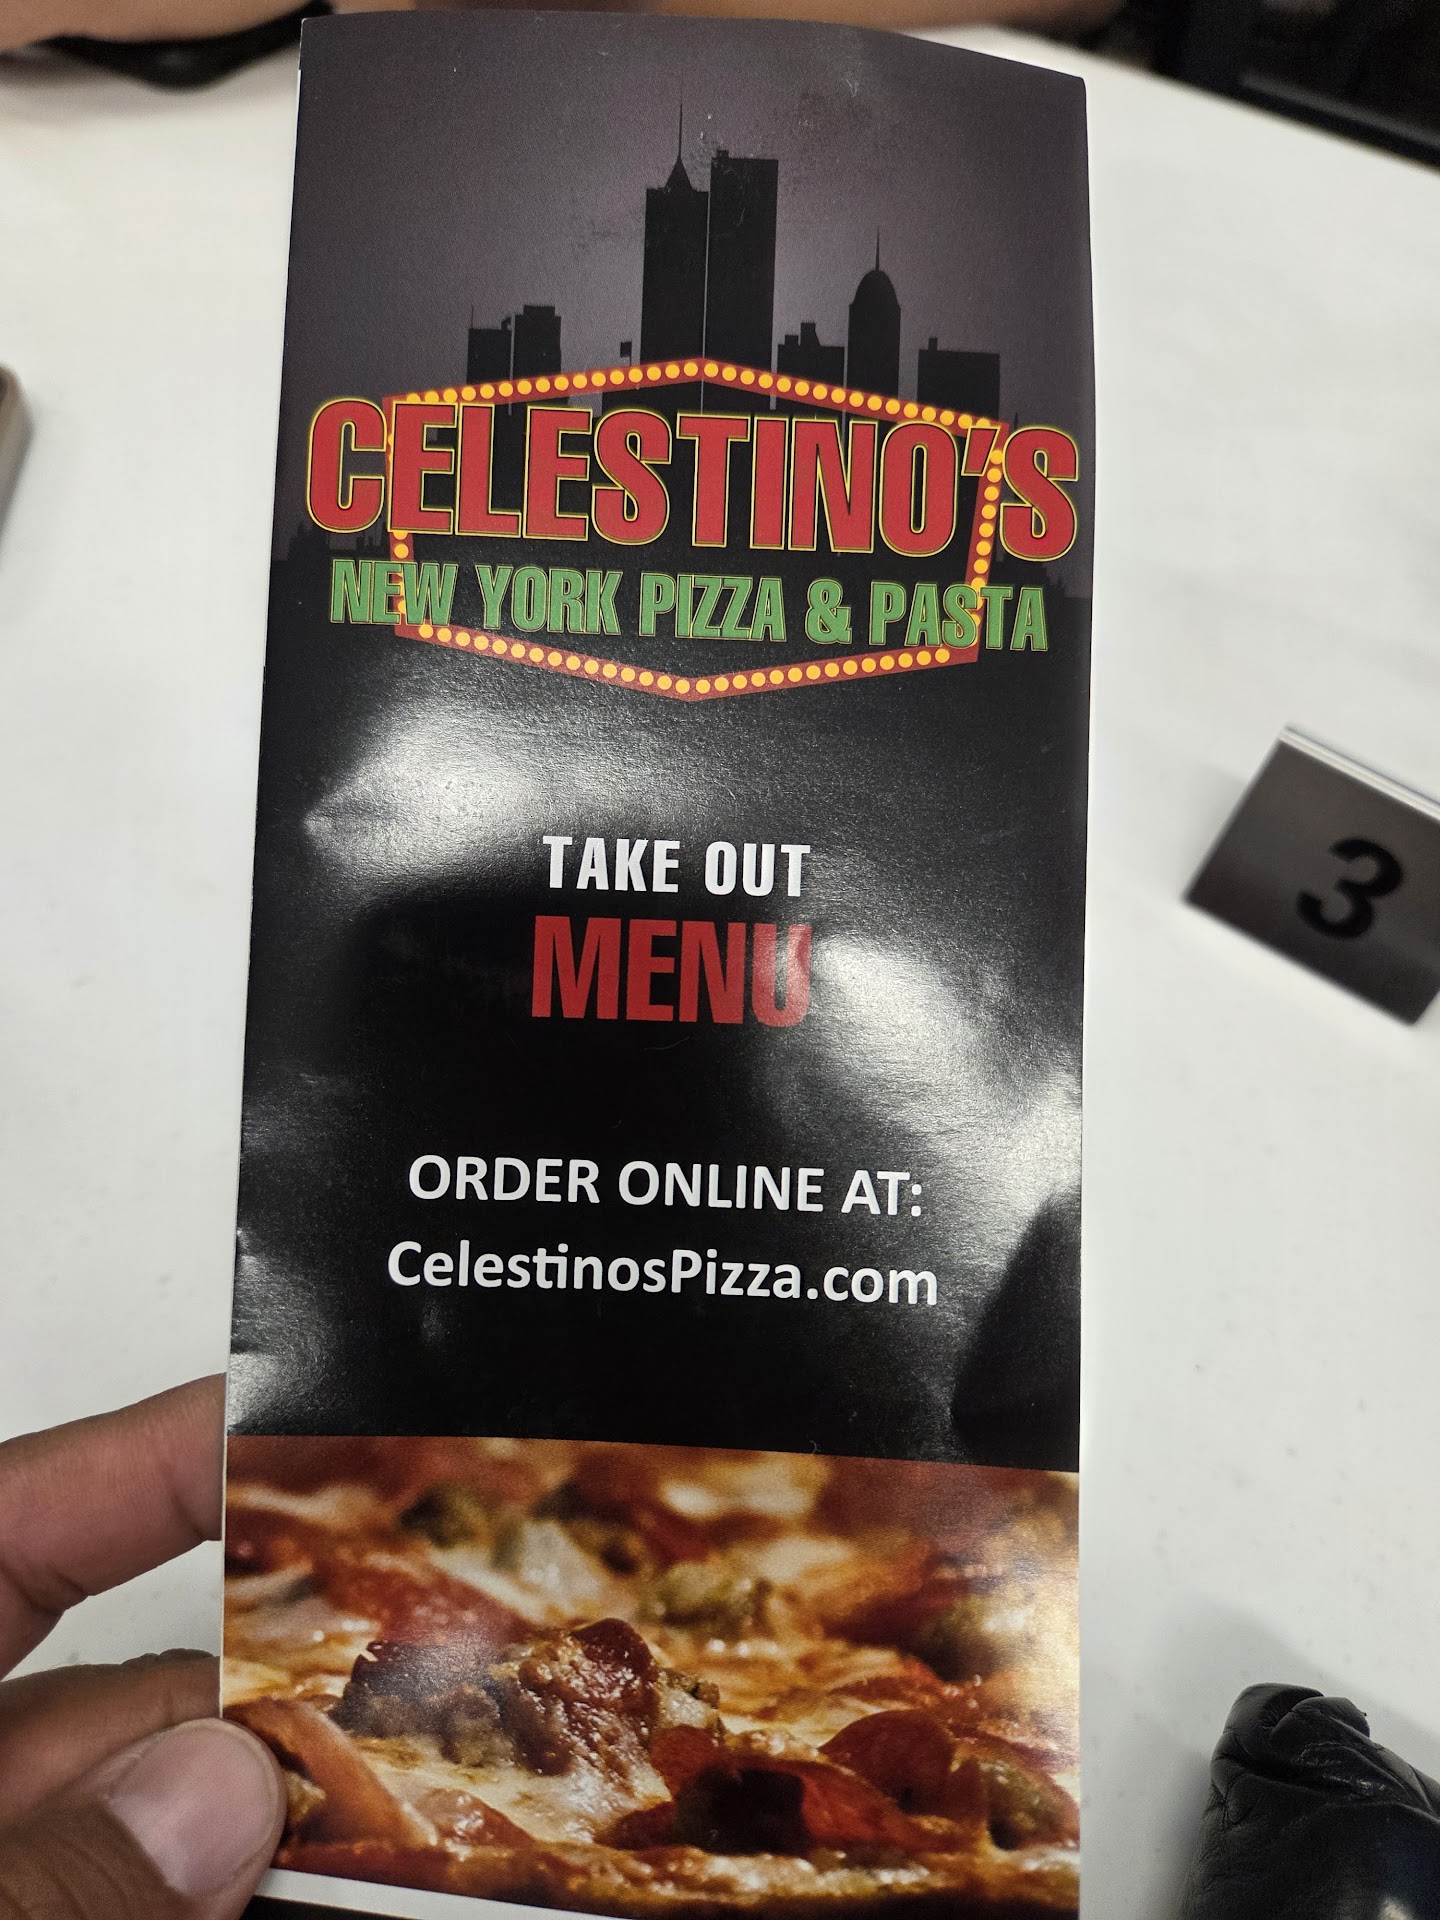 CELESTINO'S
NEW YORK PIZZA & PASTA
TAKE OUT
MENU
ORDER ONLINE AT:
CelestinosPizza.com
3